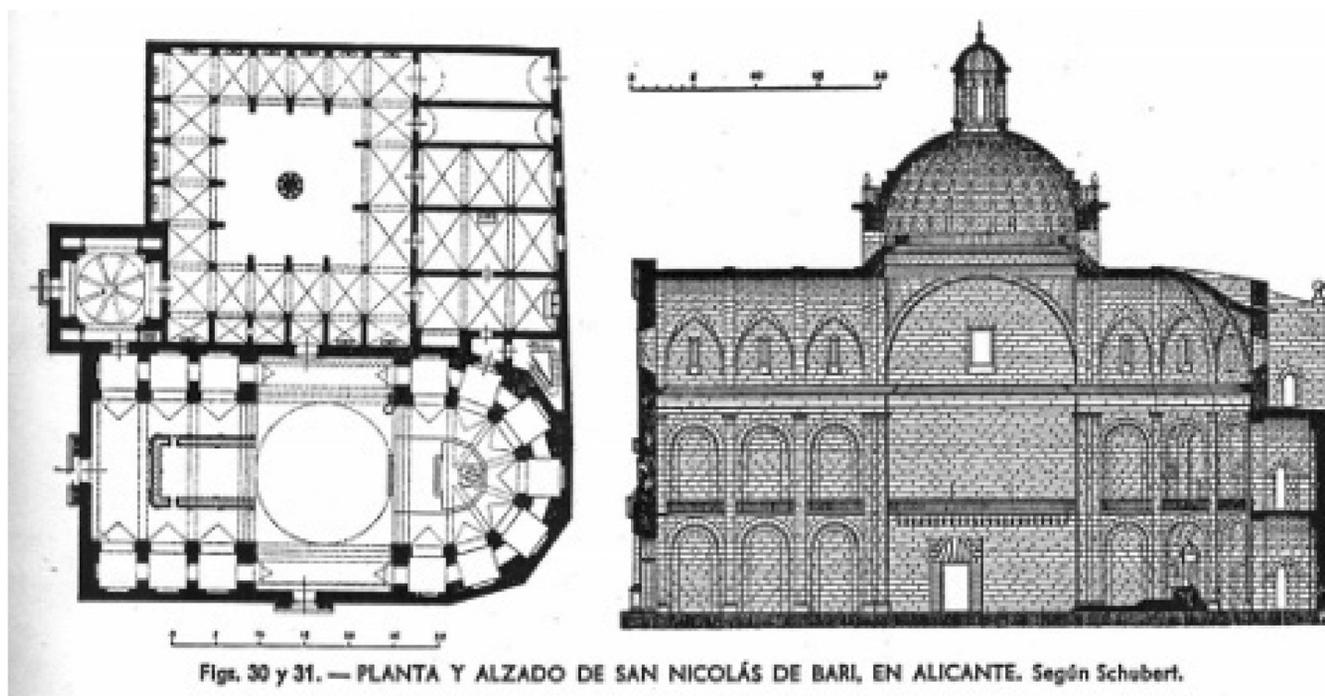 Figs. 30 y 31. — PLANTA Y ALZADO DE SAN NICOLÁS DE BARI, EN ALICANTE. Según Schubert.